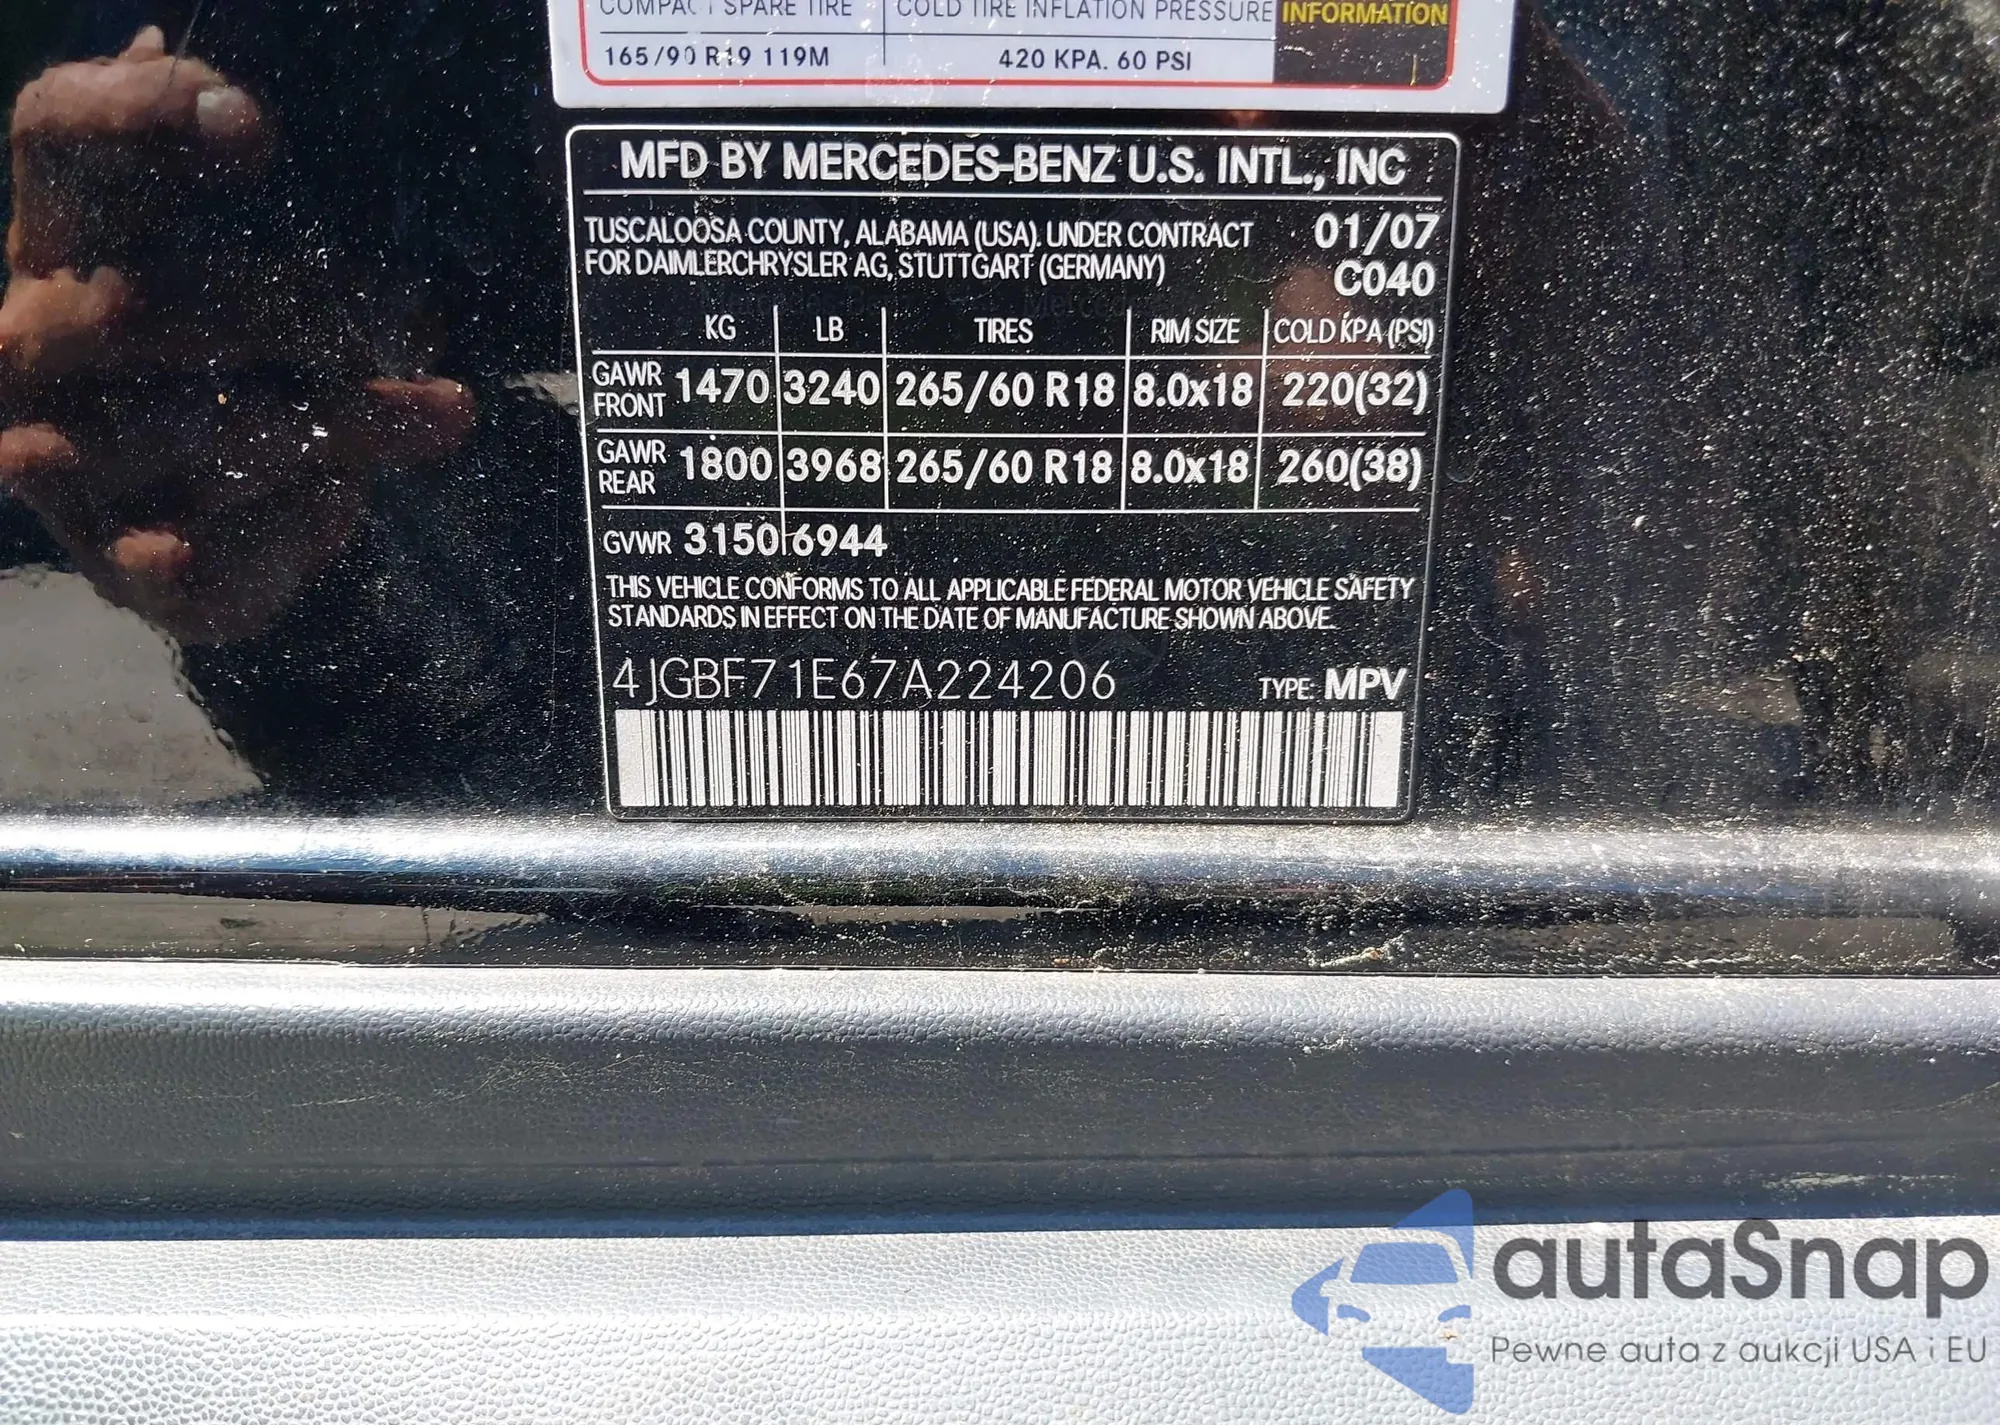 COMPACT SPARE TIRE COLD TIRE INFLATION PRESSURE INFORMATION
165/90 R19 119M 420 KPA. 60 PSI
MFD BY MERCEDES-BENZ U.S. INTL., INC
TUSCALOOSA COUNTY, ALABAMA (USA). UNDER CONTRACT 01/07
FOR DAIMLERCHRYSLER AG, STUTTGART (GERMANY) C040
KG LB TIRES RIM SIZE COLD KPA (PSI)
GAWR FRONT 1470 3240 265/60 R18 8.0x18 220(32)
GAWR REAR 1800 3968 265/60 R18 8.0x18 260(38)
GVWR 3150 6944
THIS VEHICLE CONFORMS TO ALL APPLICABLE FEDERAL MOTOR VEHICLE SAFETY
STANDARDS IN EFFECT ON THE DATE OF MANUFACTURE SHOWN ABOVE.
4JGBF71E67A224206 TYPE: MPV
autaSnap
Pewne auta z aukcji USA i EU